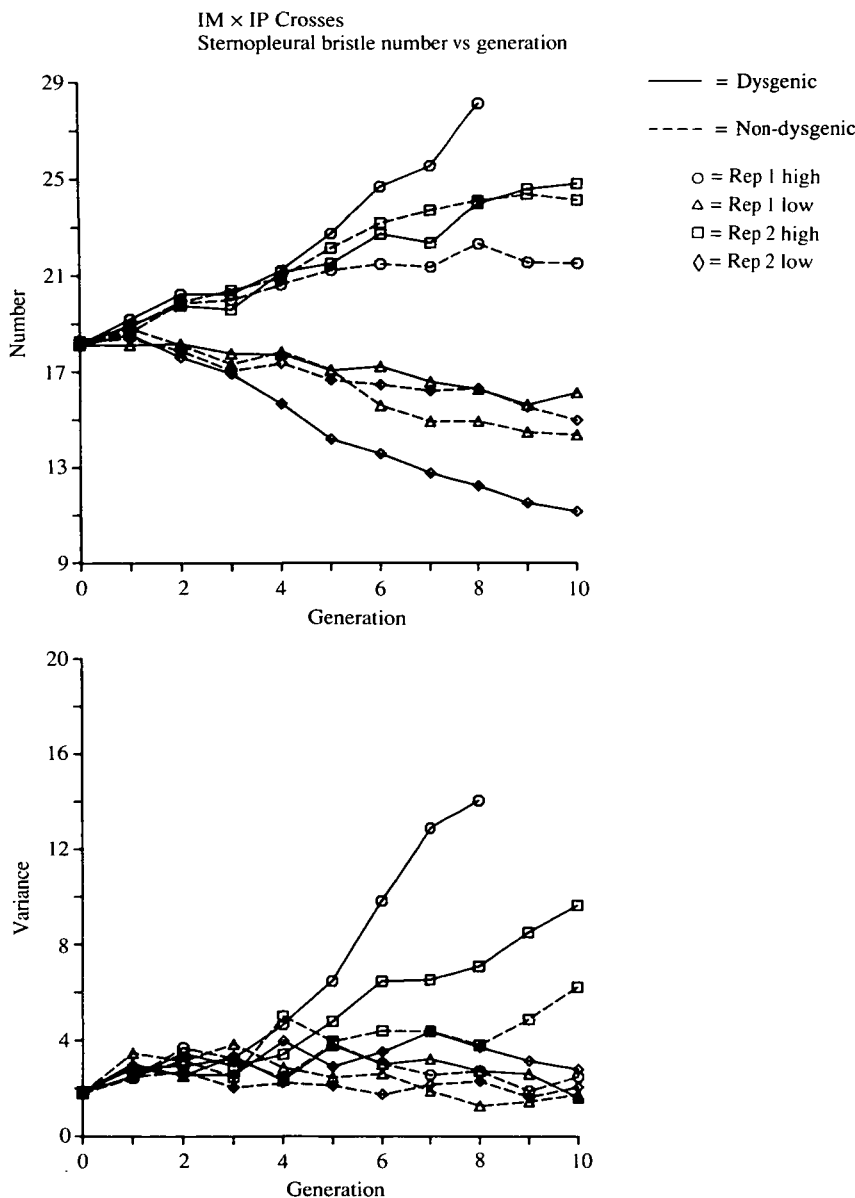 IM × IP Crosses
Sternopleural bristle number vs generation
29
25
21
17
13
9
Number
0 2 4 6 8 10
Generation
= Dysgenic
= Non-dysgenic
= Rep 1 high
= Rep 1 low
= Rep 2 high
= Rep 2 low
20
16
12
8
4
0
Variance
0 2 4 6 8 10
Generation